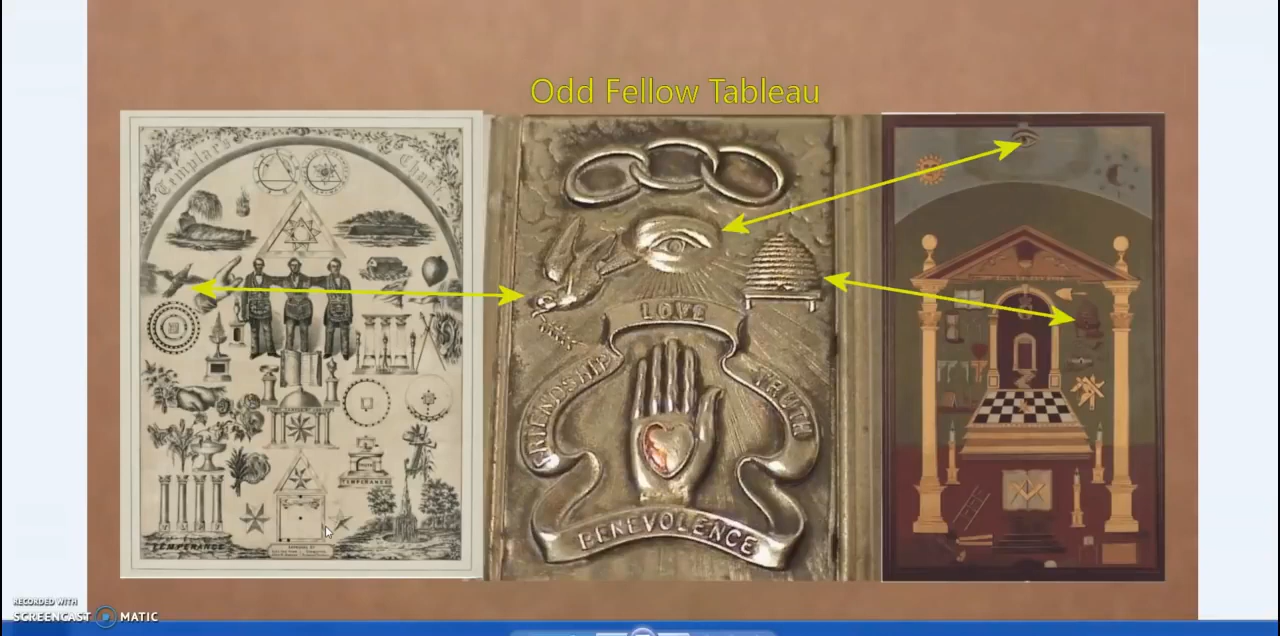 Odd Fellow Tableau
Templar's Chart
LOVE
FRIENDSHIP
TRUTH
BENEVOLENCE
TEMPERANCE
TEMPERANCE
RECORDED WITH
SCREENCAST MATIC